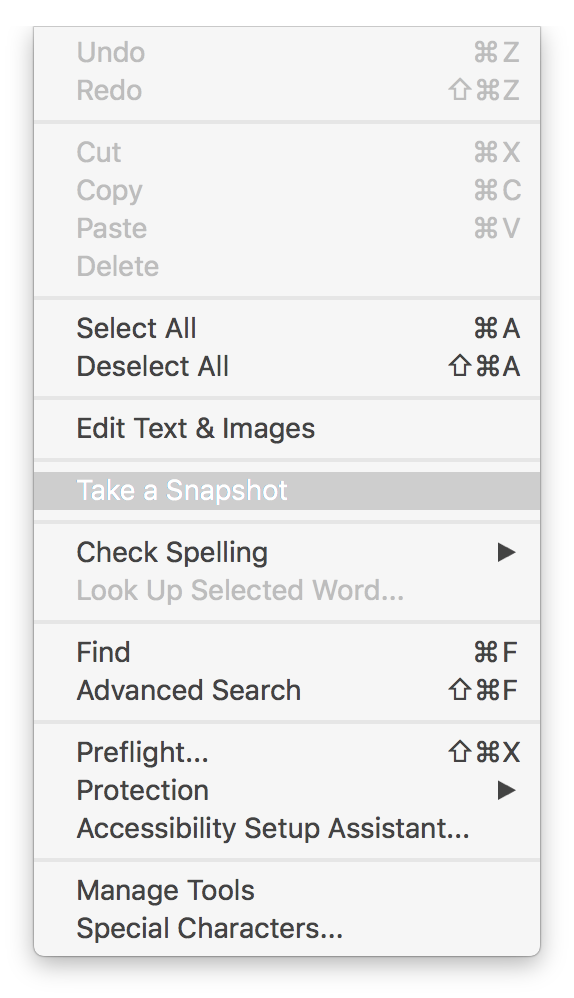 Undo ⌘Z
Redo ⇧⌘Z
Cut ⌘X
Copy ⌘C
Paste ⌘V
Delete
Select All ⌘A
Deselect All ⇧⌘A
Edit Text & Images
Take a Snapshot
Check Spelling ▶
Look Up Selected Word...
Find ⌘F
Advanced Search ⇧⌘F
Preflight... ⇧⌘X
Protection ▶
Accessibility Setup Assistant...
Manage Tools
Special Characters...